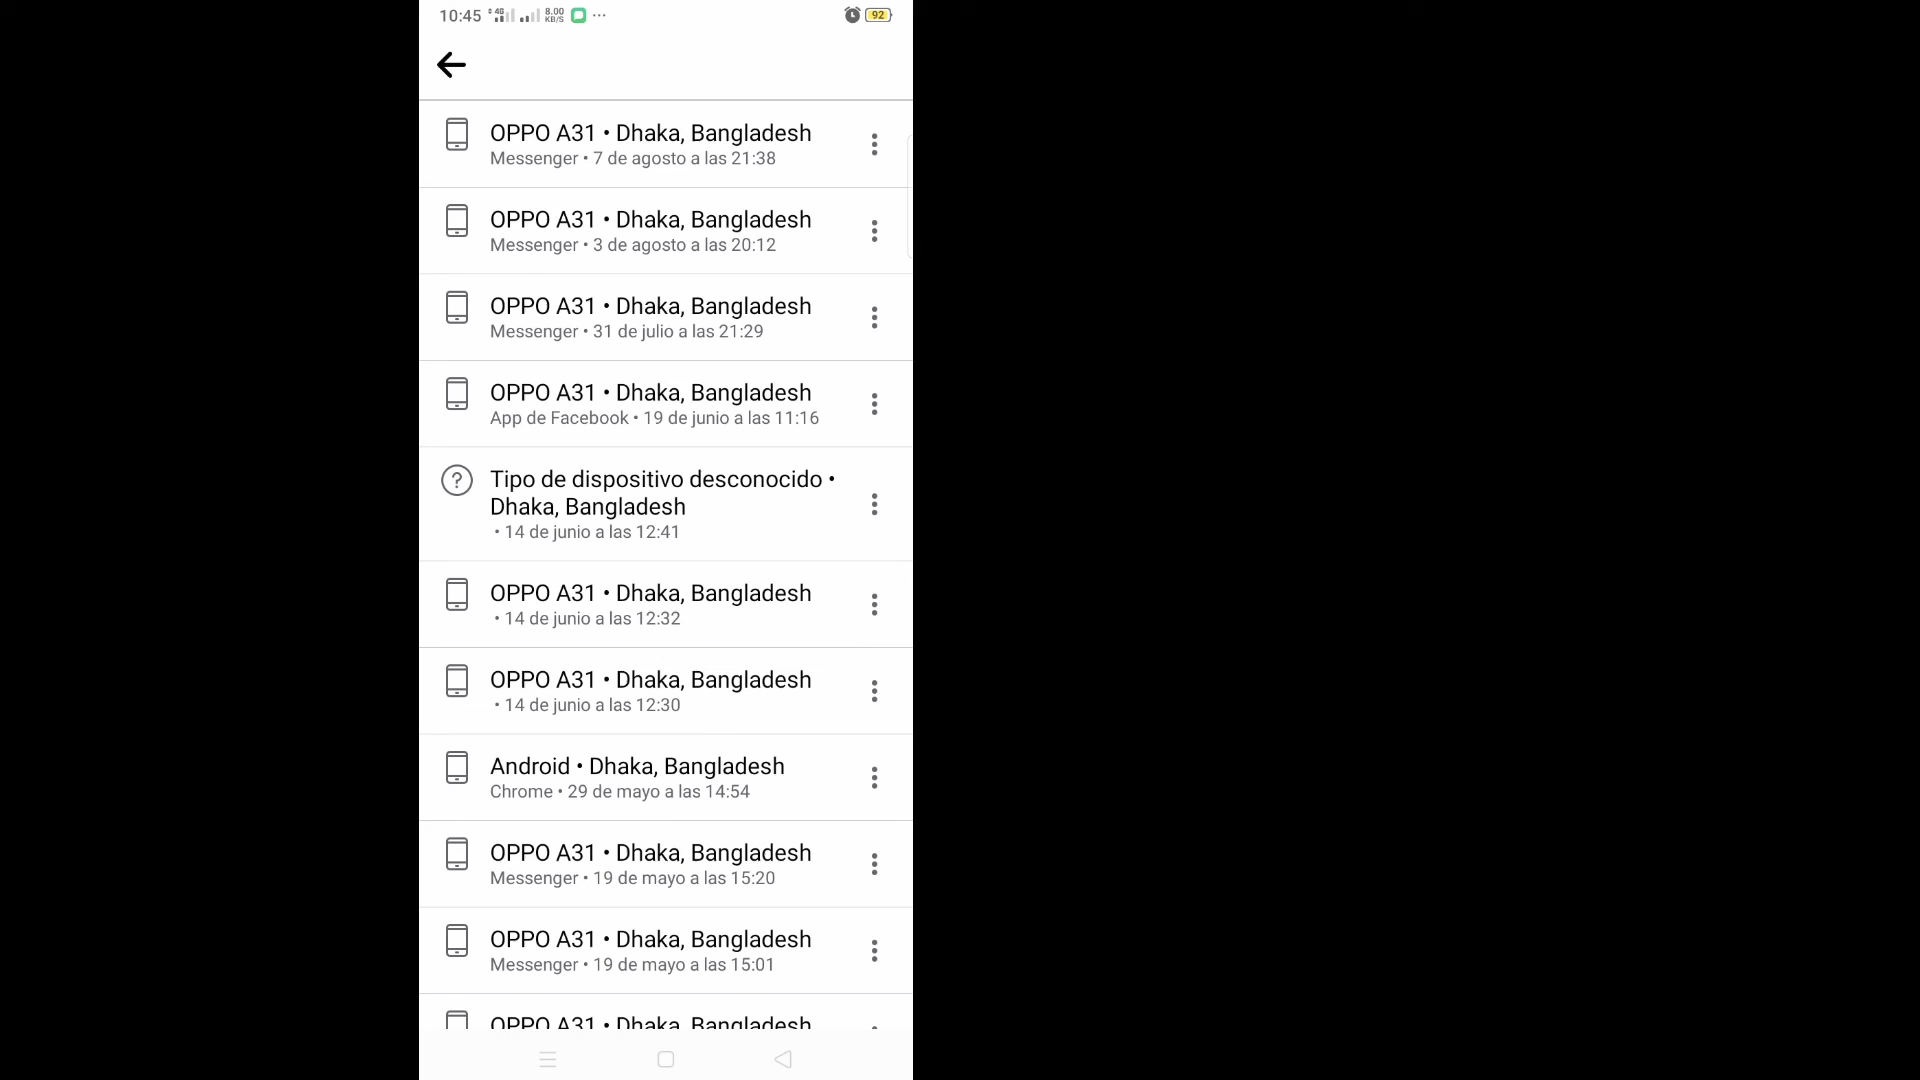 10:45 4G 8.00 KB/S ··· 92
OPPO A31 • Dhaka, Bangladesh
Messenger • 7 de agosto a las 21:38
OPPO A31 • Dhaka, Bangladesh
Messenger • 3 de agosto a las 20:12
OPPO A31 • Dhaka, Bangladesh
Messenger • 31 de julio a las 21:29
OPPO A31 • Dhaka, Bangladesh
App de Facebook • 19 de junio a las 11:16
? Tipo de dispositivo desconocido •
Dhaka, Bangladesh
• 14 de junio a las 12:41
OPPO A31 • Dhaka, Bangladesh
• 14 de junio a las 12:32
OPPO A31 • Dhaka, Bangladesh
• 14 de junio a las 12:30
Android • Dhaka, Bangladesh
Chrome • 29 de mayo a las 14:54
OPPO A31 • Dhaka, Bangladesh
Messenger • 19 de mayo a las 15:20
OPPO A31 • Dhaka, Bangladesh
Messenger • 19 de mayo a las 15:01
OPPO A31 • Dhaka, Bangladesh